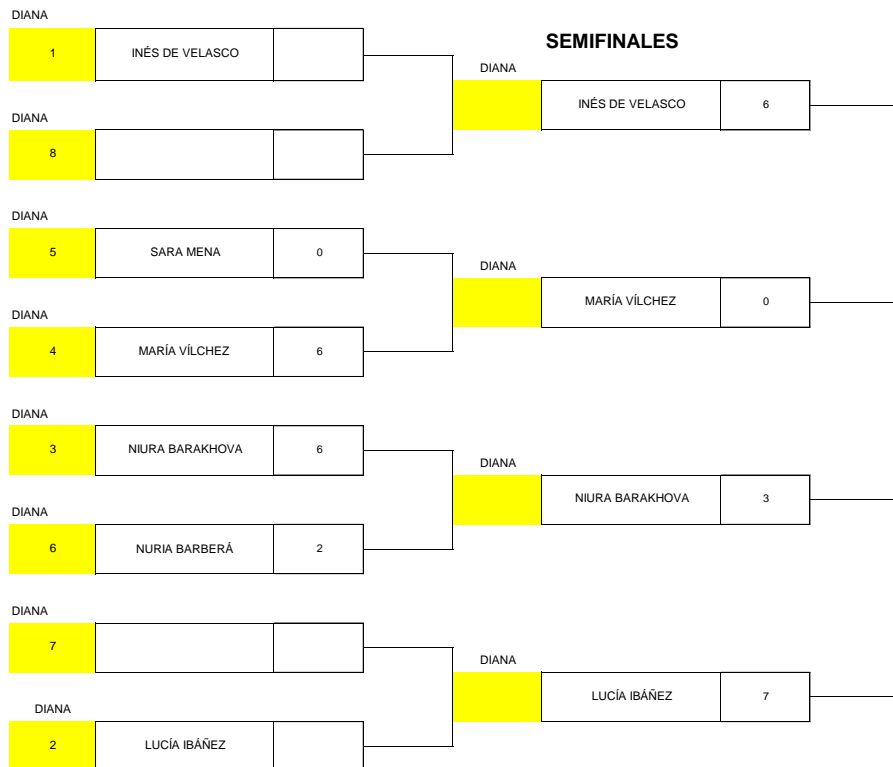 DIANA
1 INÉS DE VELASCO
SEMIFINALES
DIANA
INÉS DE VELASCO 6
DIANA
8
DIANA
5 SARA MENA 0
DIANA
MARÍA VÍLCHEZ 0
DIANA
4 MARÍA VÍLCHEZ 6
DIANA
3 NIURA BARAKHOVA 6
DIANA
NIURA BARAKHOVA 3
DIANA
6 NURIA BARBERÁ 2
DIANA
7
DIANA
LUCÍA IBÁÑEZ 7
DIANA
2 LUCÍA IBÁÑEZ